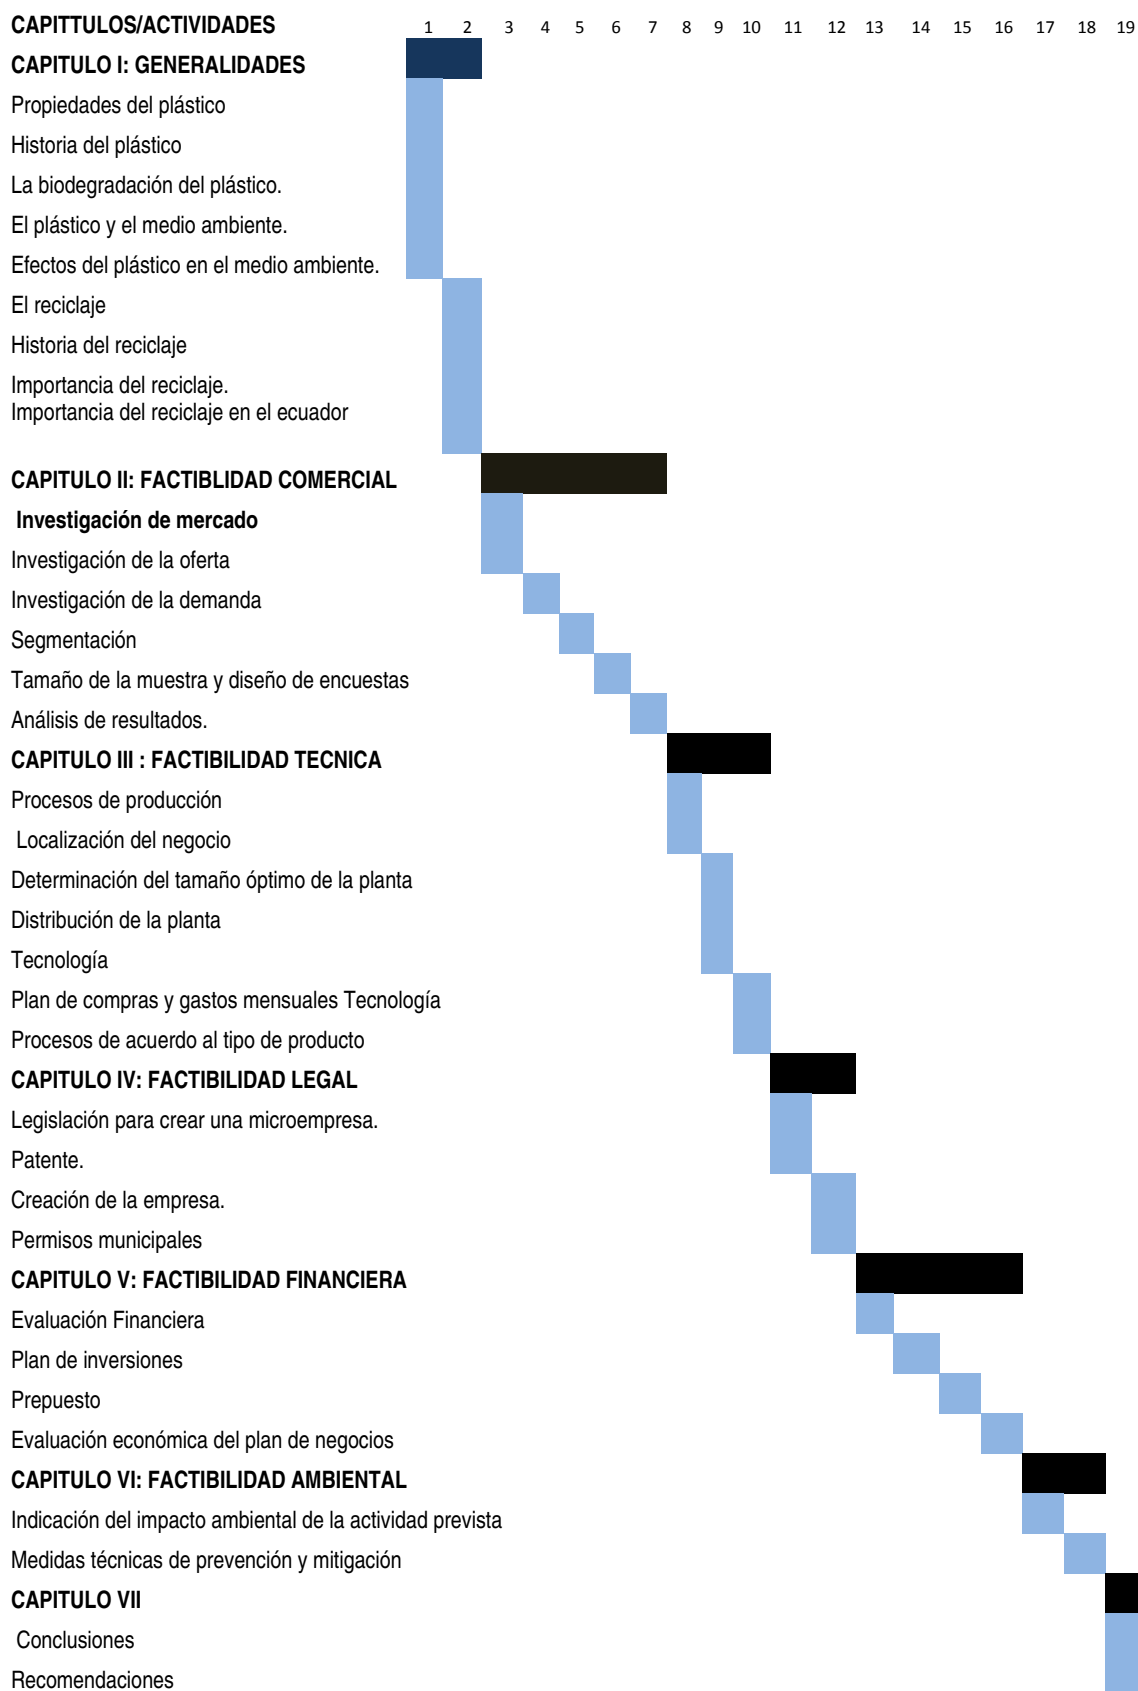 CAPITTULOS/ACTIVIDADES 1 2 3 4 5 6 7 8 9 10 11 12 13 14 15 16 17 18 19
CAPITULO I: GENERALIDADES
Propiedades del plástico
Historia del plástico
La biodegradación del plástico.
El plástico y el medio ambiente.
Efectos del plástico en el medio ambiente.
El reciclaje
Historia del reciclaje
Importancia del reciclaje.
Importancia del reciclaje en el ecuador
CAPITULO II: FACTIBLIDAD COMERCIAL
Investigación de mercado
Investigación de la oferta
Investigación de la demanda
Segmentación
Tamaño de la muestra y diseño de encuestas
Análisis de resultados.
CAPITULO III : FACTIBILIDAD TECNICA
Procesos de producción
Localización del negocio
Determinación del tamaño óptimo de la planta
Distribución de la planta
Tecnología
Plan de compras y gastos mensuales Tecnología
Procesos de acuerdo al tipo de producto
CAPITULO IV: FACTIBILIDAD LEGAL
Legislación para crear una microempresa.
Patente.
Creación de la empresa.
Permisos municipales
CAPITULO V: FACTIBILIDAD FINANCIERA
Evaluación Financiera
Plan de inversiones
Prepuesto
Evaluación económica del plan de negocios
CAPITULO VI: FACTIBILIDAD AMBIENTAL
Indicación del impacto ambiental de la actividad prevista
Medidas técnicas de prevención y mitigación
CAPITULO VII
Conclusiones
Recomendaciones